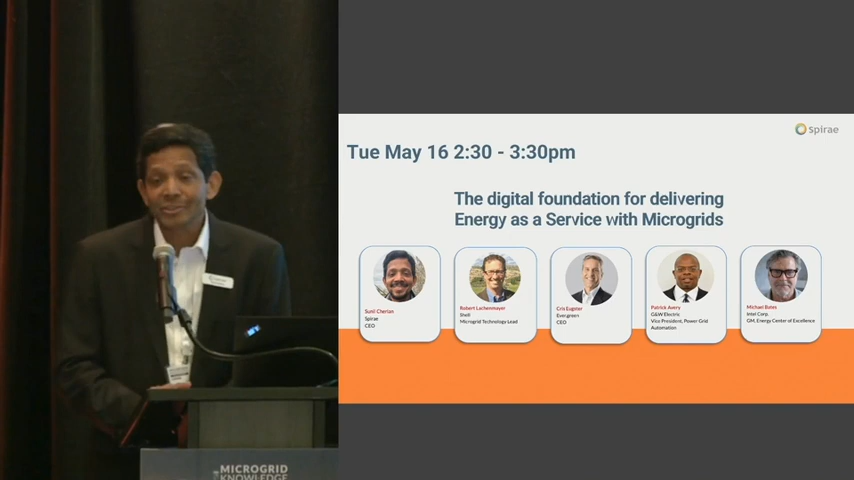 spirae
Tue May 16 2:30 - 3:30pm
The digital foundation for delivering
Energy as a Service with Microgrids
Sunil Cherian
Spirae
CEO
Robert Lachenmayer
Shell
Microgrid Technology Lead
Cris Eugster
Evergreen
CEO
Patrick Avery
G&W Electric
Vice President, Power Grid
Automation
Michael Bates
Intel Corp.
GM, Energy Center of Excellence
MICROGRID
KNOWLEDGE